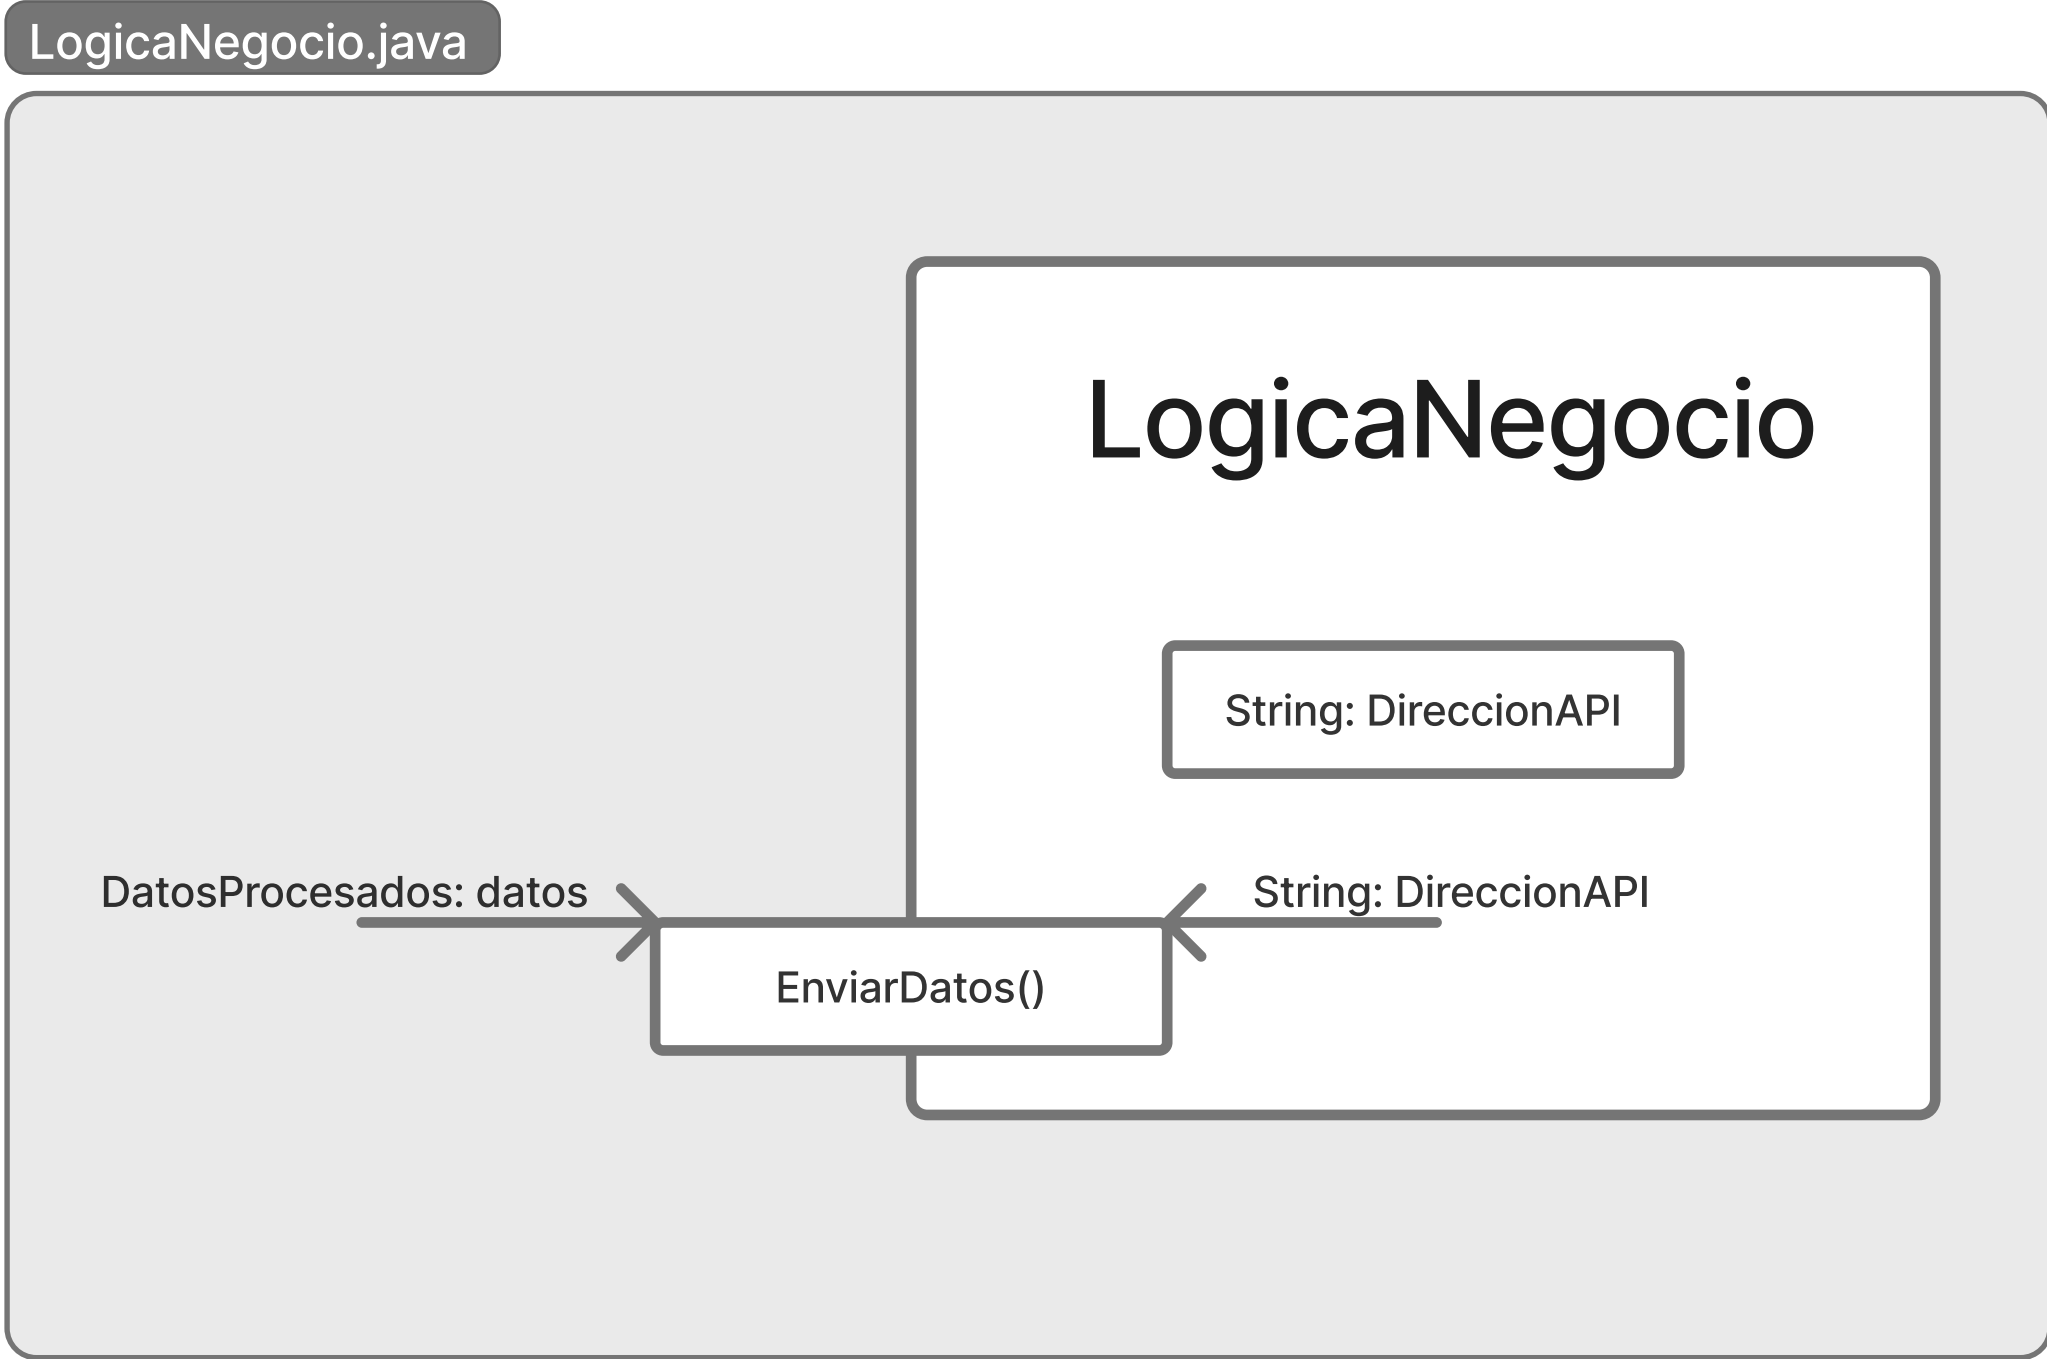 LogicaNegocio.java
LogicaNegocio
String: DireccionAPI
DatosProcesados: datos
String: DireccionAPI
EnviarDatos()